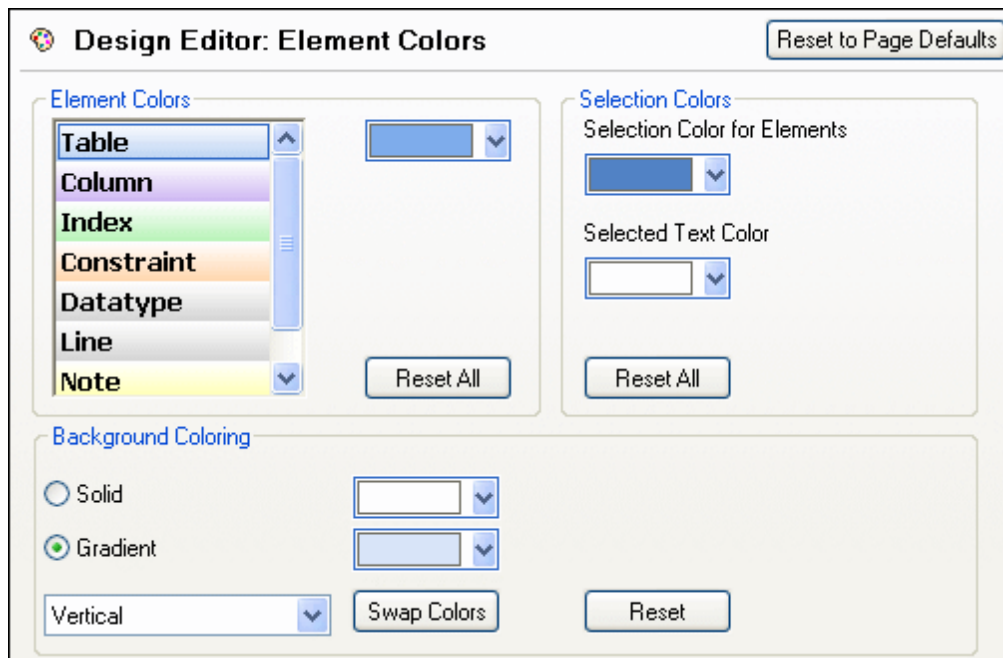 Design Editor: Element Colors
Reset to Page Defaults
Element Colors
Table
Column
Index
Constraint
Datatype
Line
Note
Reset All
Selection Colors
Selection Color for Elements
Selected Text Color
Reset All
Background Coloring
Solid
Gradient
Vertical
Swap Colors
Reset